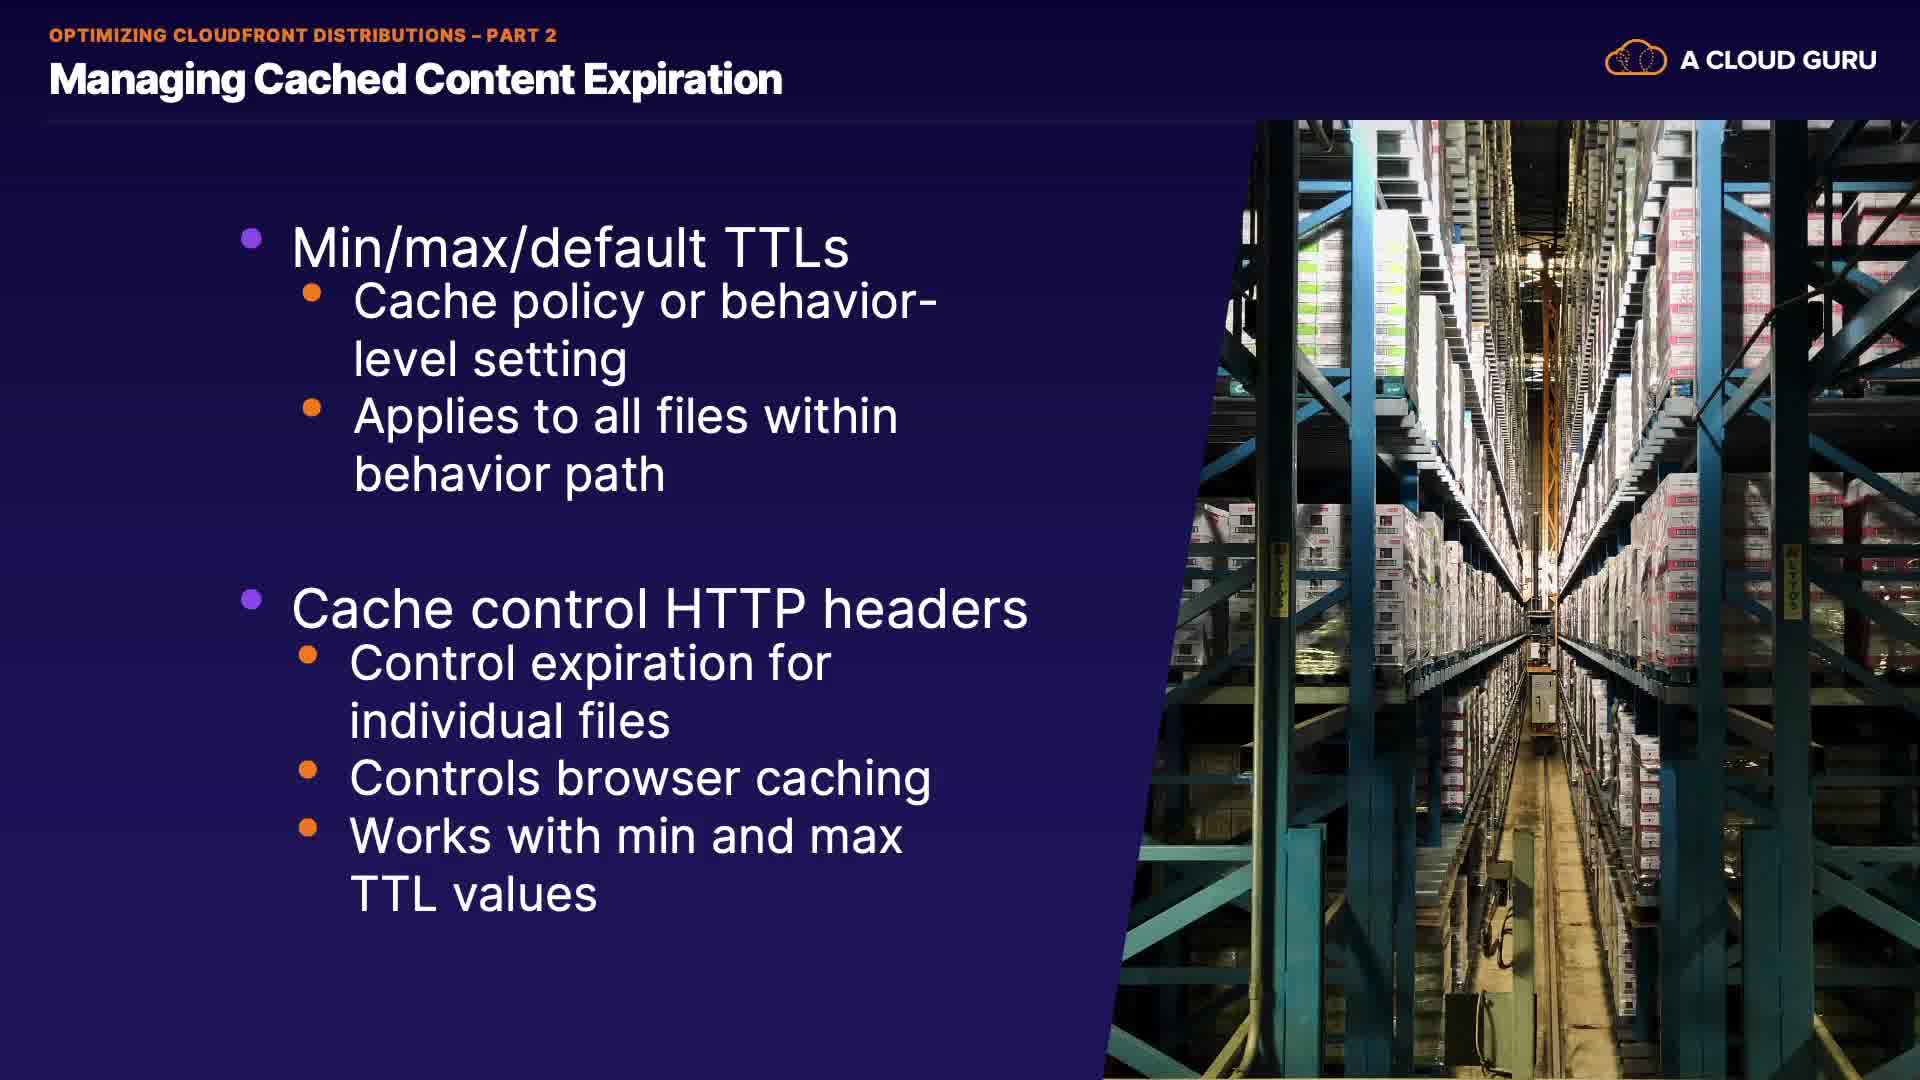 OPTIMIZING CLOUDFRONT DISTRIBUTIONS – PART 2
Managing Cached Content Expiration
A CLOUD GURU
Min/max/default TTLs
Cache policy or behavior-
level setting
Applies to all files within
behavior path
Cache control HTTP headers
Control expiration for
individual files
Controls browser caching
Works with min and max
TTL values